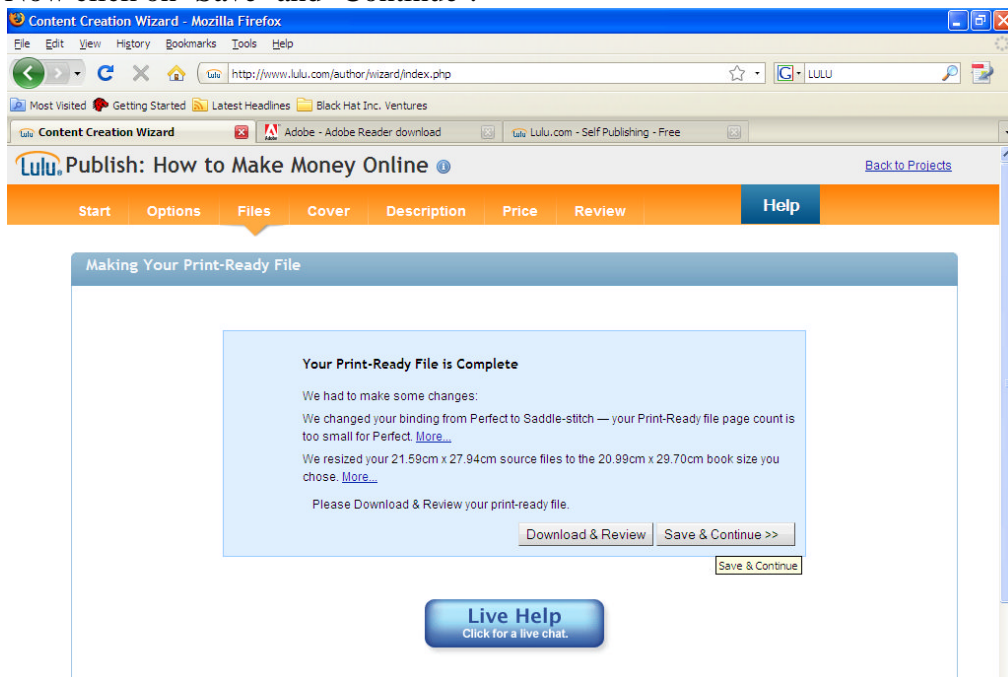 Now click on "Save" and "Continue".
Content Creation Wizard - Mozilla Firefox
File Edit View History Bookmarks Tools Help
http://www.lulu.com/author/wizard/index.php
G LULU
Most Visited Getting Started Latest Headlines Black Hat Inc. Ventures
Content Creation Wizard Adobe - Adobe Reader download Lulu.com - Self Publishing - Free
Lulu Publish: How to Make Money Online Back to Projects
Start Options Files Cover Description Price Review Help
Making Your Print-Ready File
Your Print-Ready File is Complete
We had to make some changes:
We changed your binding from Perfect to Saddle-stitch — your Print-Ready file page count is
too small for Perfect. More...
We resized your 21.59cm x 27.94cm source files to the 20.99cm x 29.70cm book size you
chose. More...
Please Download & Review your print-ready file.
Download & Review Save & Continue >>
Save & Continue
Live Help
Click for a live chat.